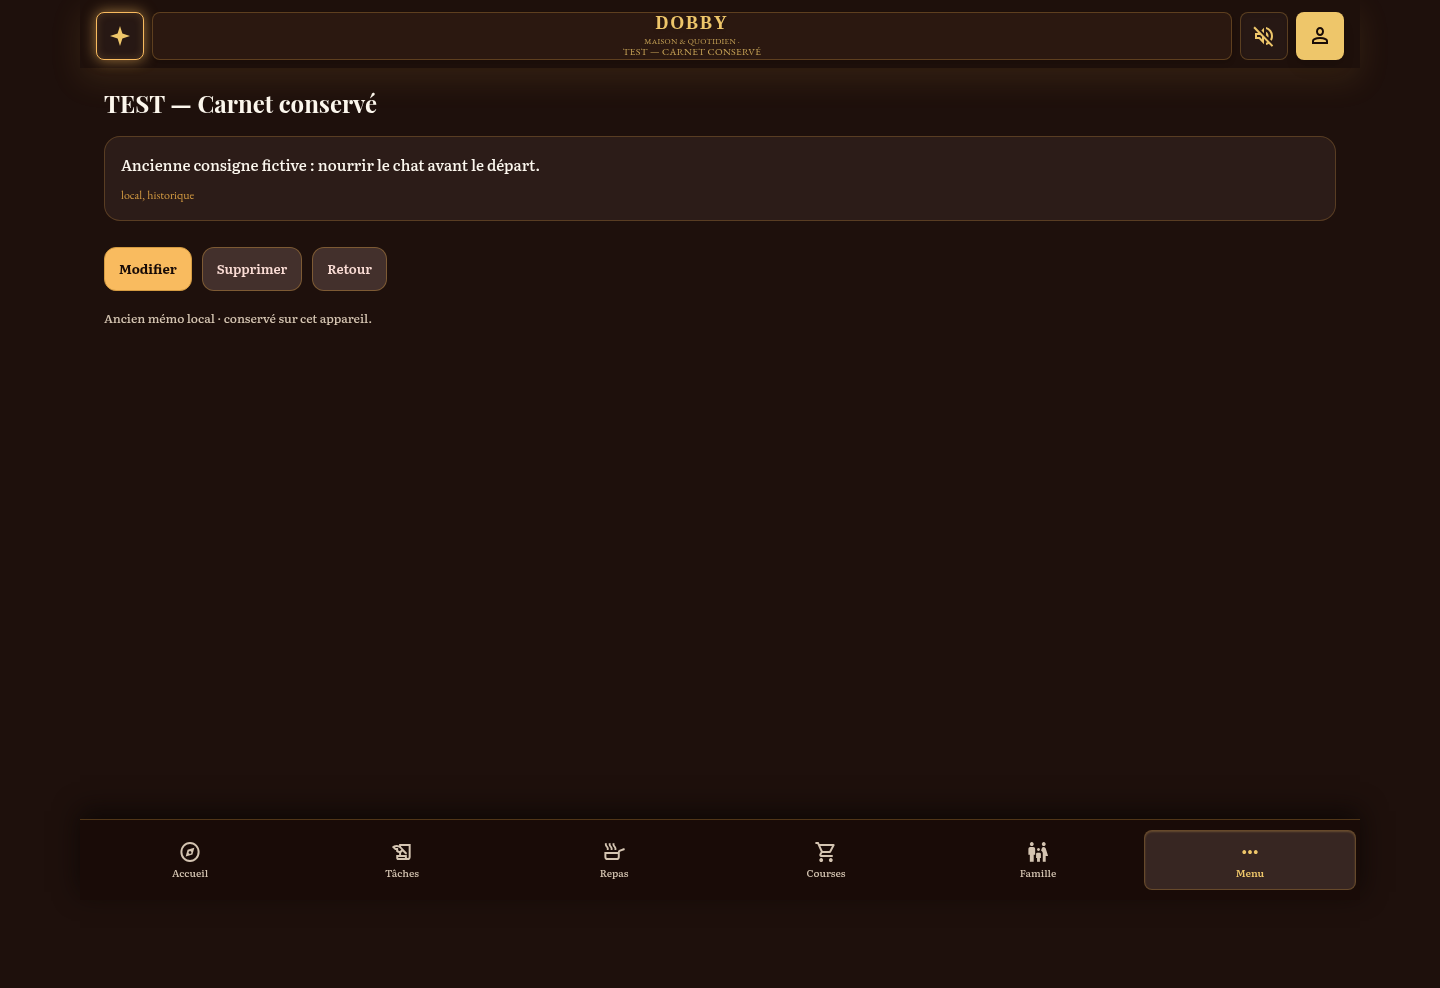 DOBBY
MAISON & QUOTIDIEN ·
TEST — CARNET CONSERVÉ
TEST — Carnet conservé
Ancienne consigne fictive : nourrir le chat avant le départ.
local, historique
Modifier
Supprimer
Retour
Ancien mémo local · conservé sur cet appareil.
Accueil
Tâches
Repas
Courses
Famille
Menu